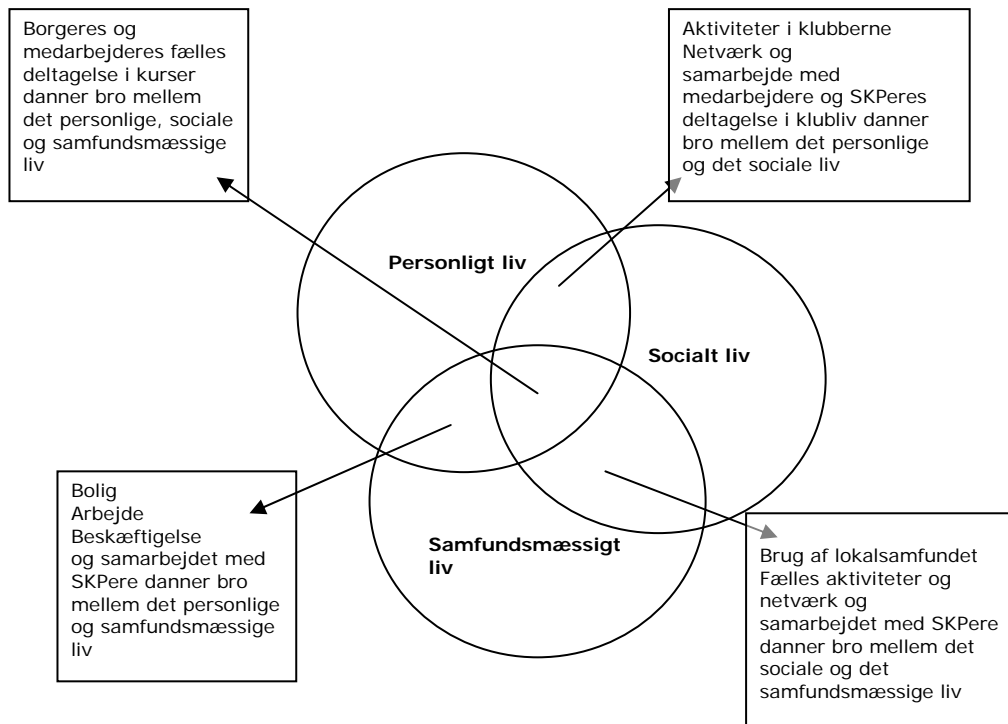 Borgeres og
medarbejderes fælles
deltagelse i kurser
danner bro mellem
det personlige, sociale
og samfundsmæssige
liv
Aktiviteter i klubberne
Netværk og
samarbejde med
medarbejdere og SKPeres
deltagelse i klubliv danner
bro mellem det personlige
og det sociale liv
Personligt liv
Socialt liv
Samfundsmæssigt
liv
Bolig
Arbejde
Beskæftigelse
og samarbejdet med
SKPere danner bro
mellem det personlige
og samfundsmæssige
liv
Brug af lokalsamfundet
Fælles aktiviteter og
netværk og
samarbejdet med SKPere
danner bro mellem det
sociale og det
samfundsmæssige liv